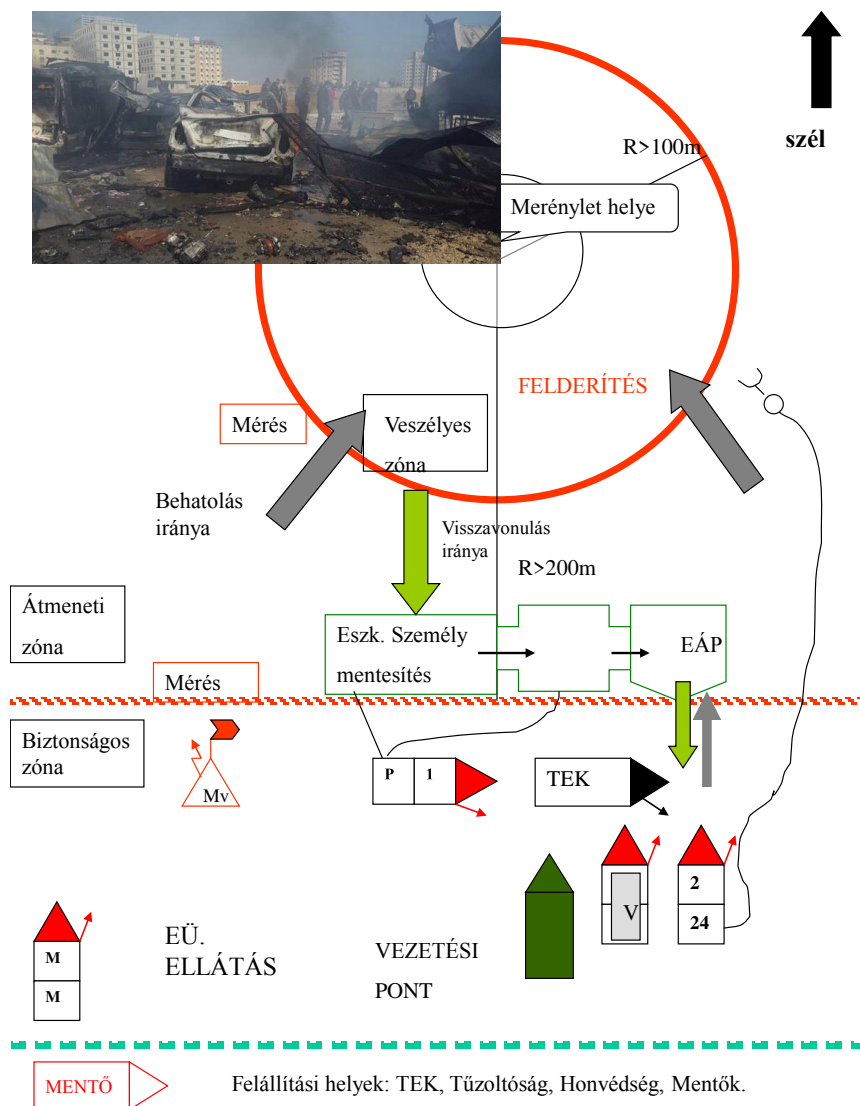 szél
R>100m
Merénylet helye
FELDERÍTÉS
Mérés
Veszélyes
zóna
Behatolás
iránya
Visszavonulás
iránya
R>200m
Átmeneti
zóna
Eszk. Személy
mentesítés
EÁP
Mérés
Biztonságos
zóna
Mv
P 1
TEK
V
2
24
M
M
EÜ.
ELLÁTÁS
VEZETÉSI
PONT
MENTŐ
Felállítási helyek: TEK, Tűzoltóság, Honvédség, Mentők.